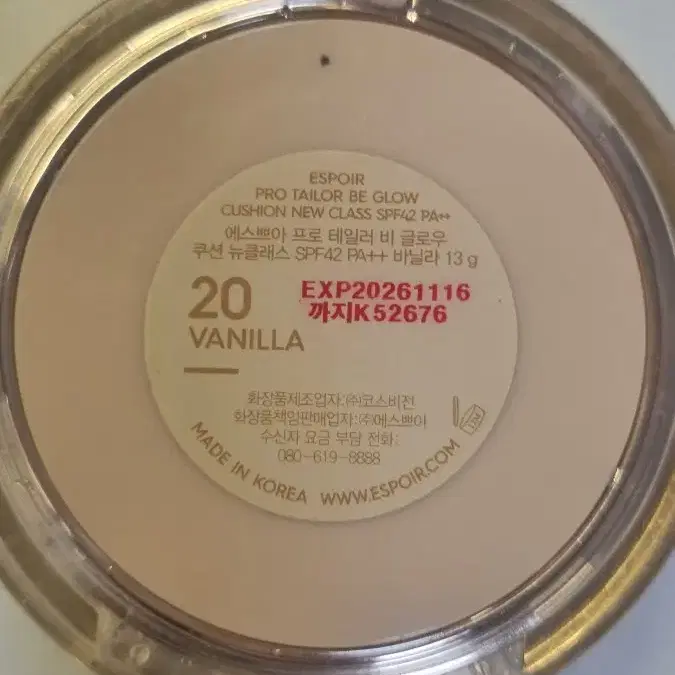 ESPOIR
PRO TAILOR BE GLOW
CUSHION NEW CLASS SPF42 PA++
에스쁘아 프로 테일러 비 글로우
쿠션 뉴클래스 SPF42 PA++ 바닐라 13 g
20
VANILLA
EXP20261116
까지K52676
화장품제조업자:㈜코스비전
화장품책임판매업자:㈜에스쁘아
수신자 요금 부담 전화:
080-619-8888
MADE IN KOREA WWW.ESPOIR.COM